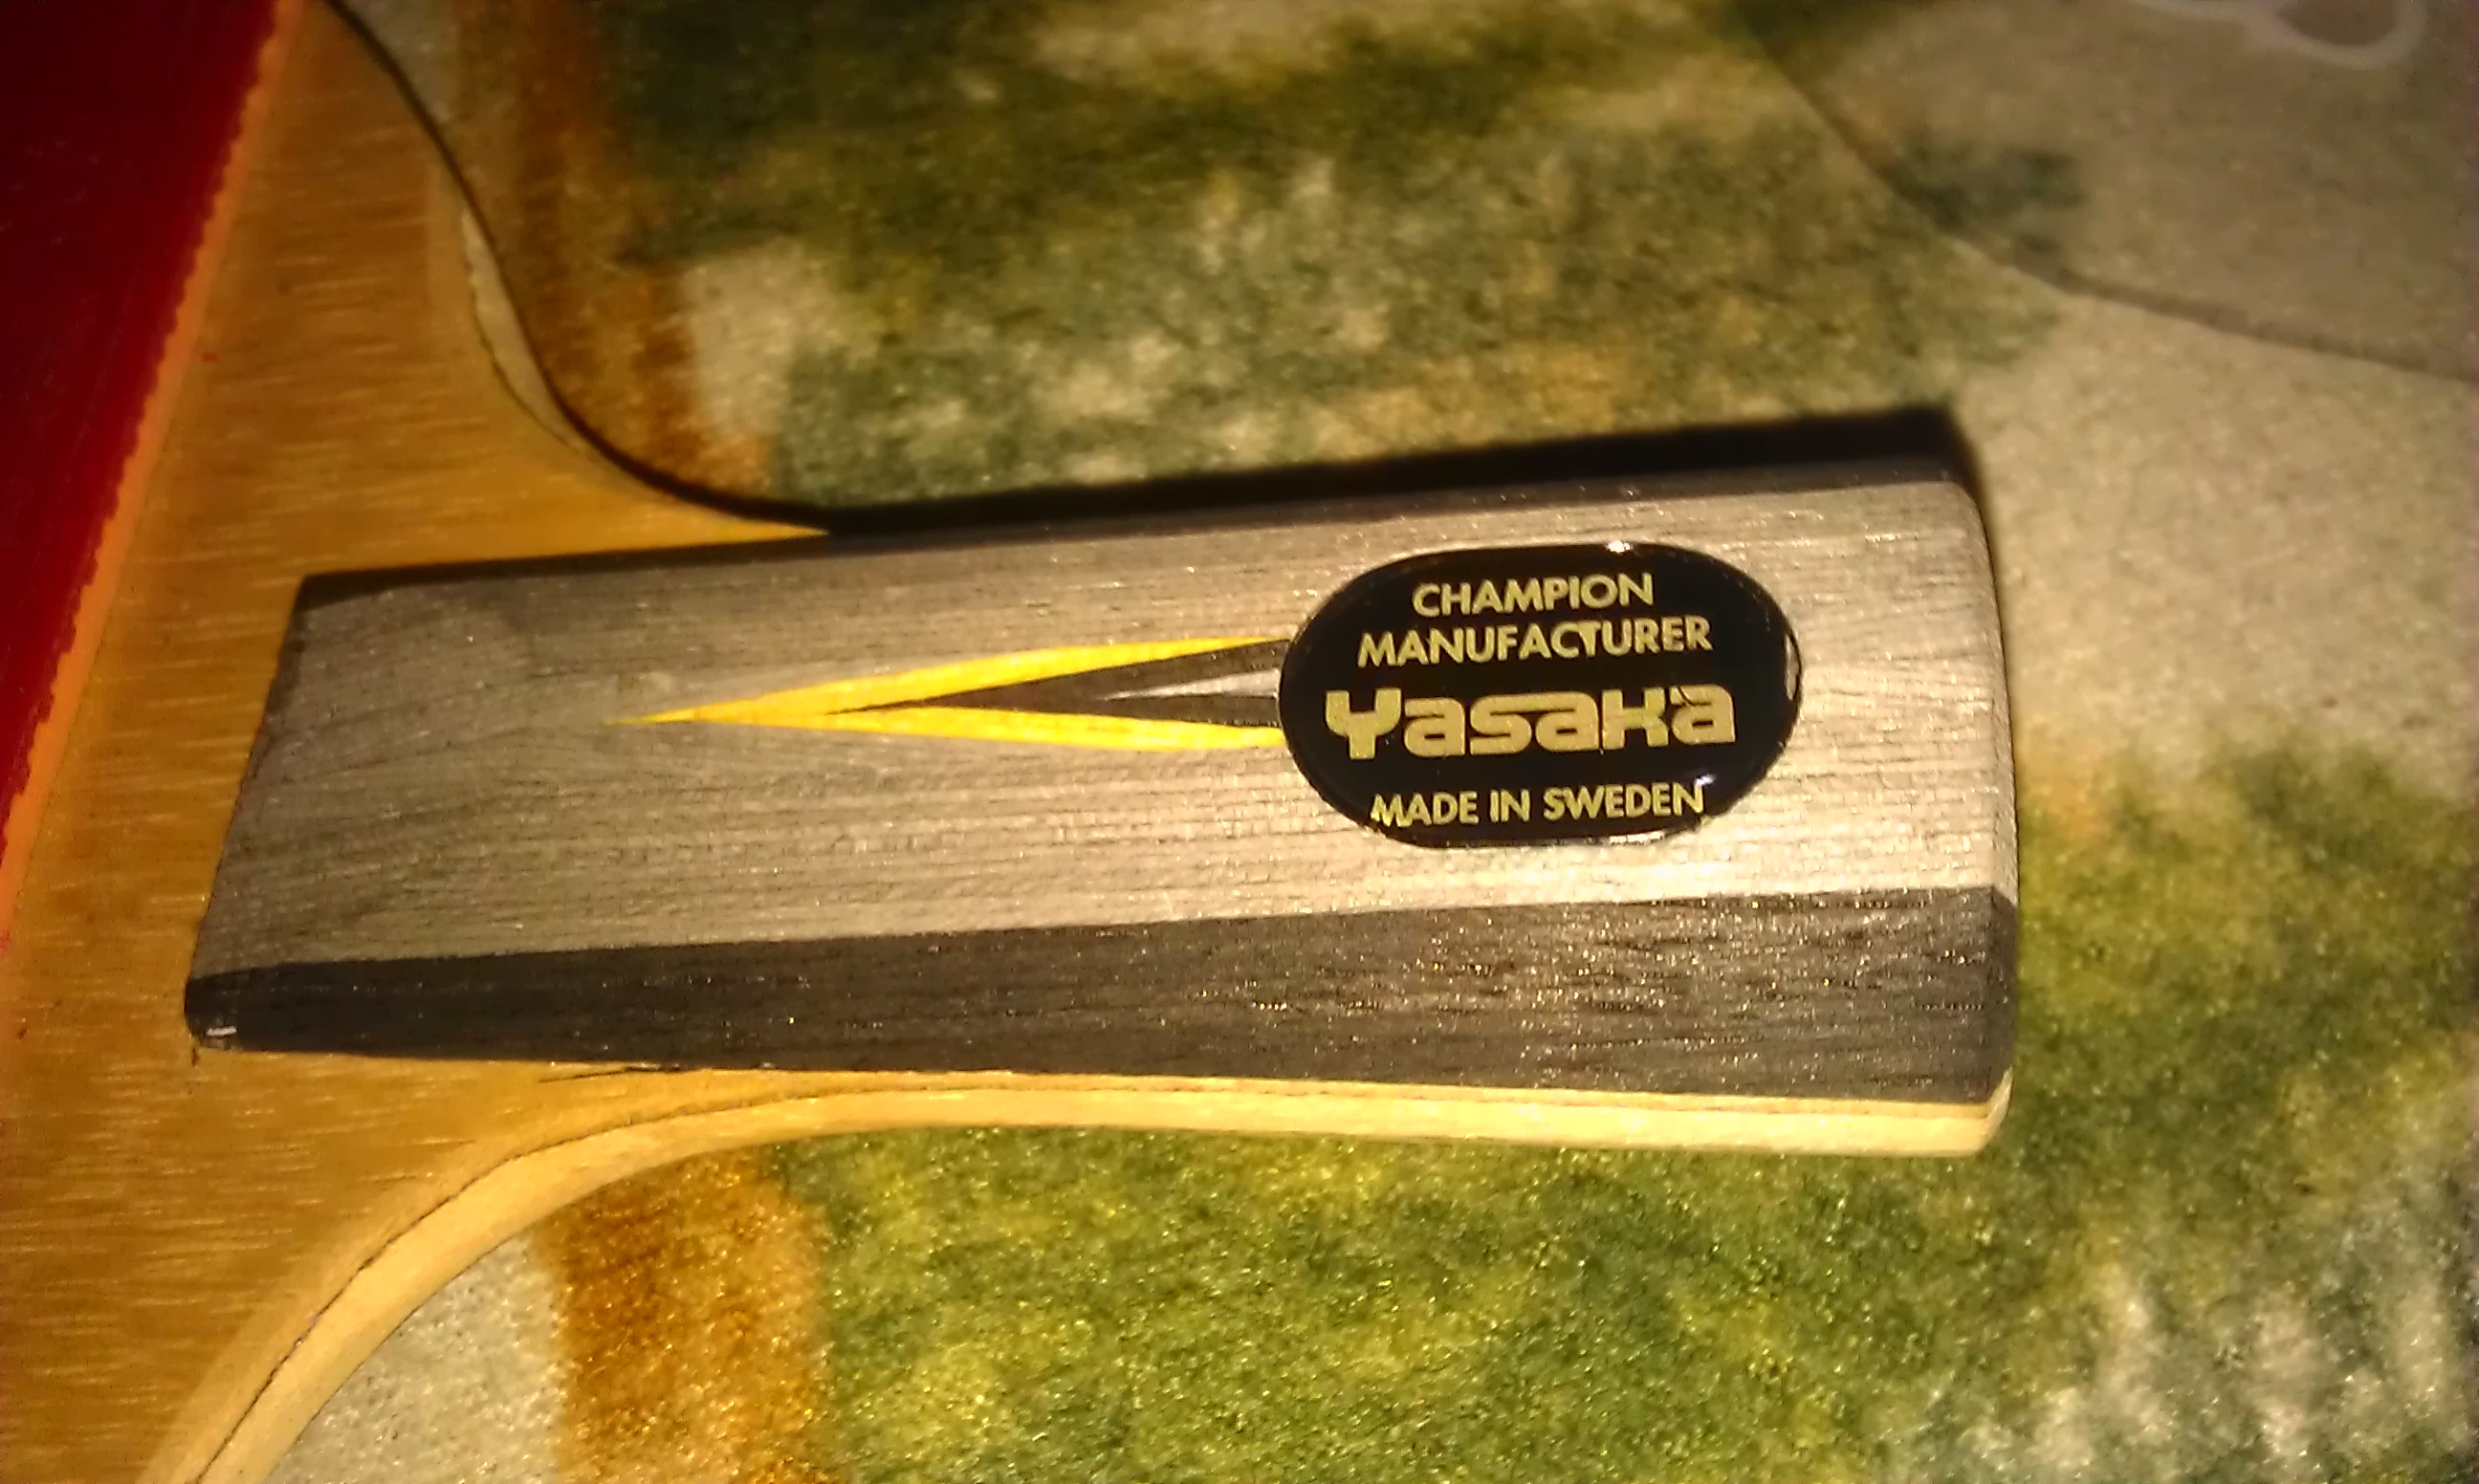 CHAMPION
MANUFACTURER
Yasaka
MADE IN SWEDEN